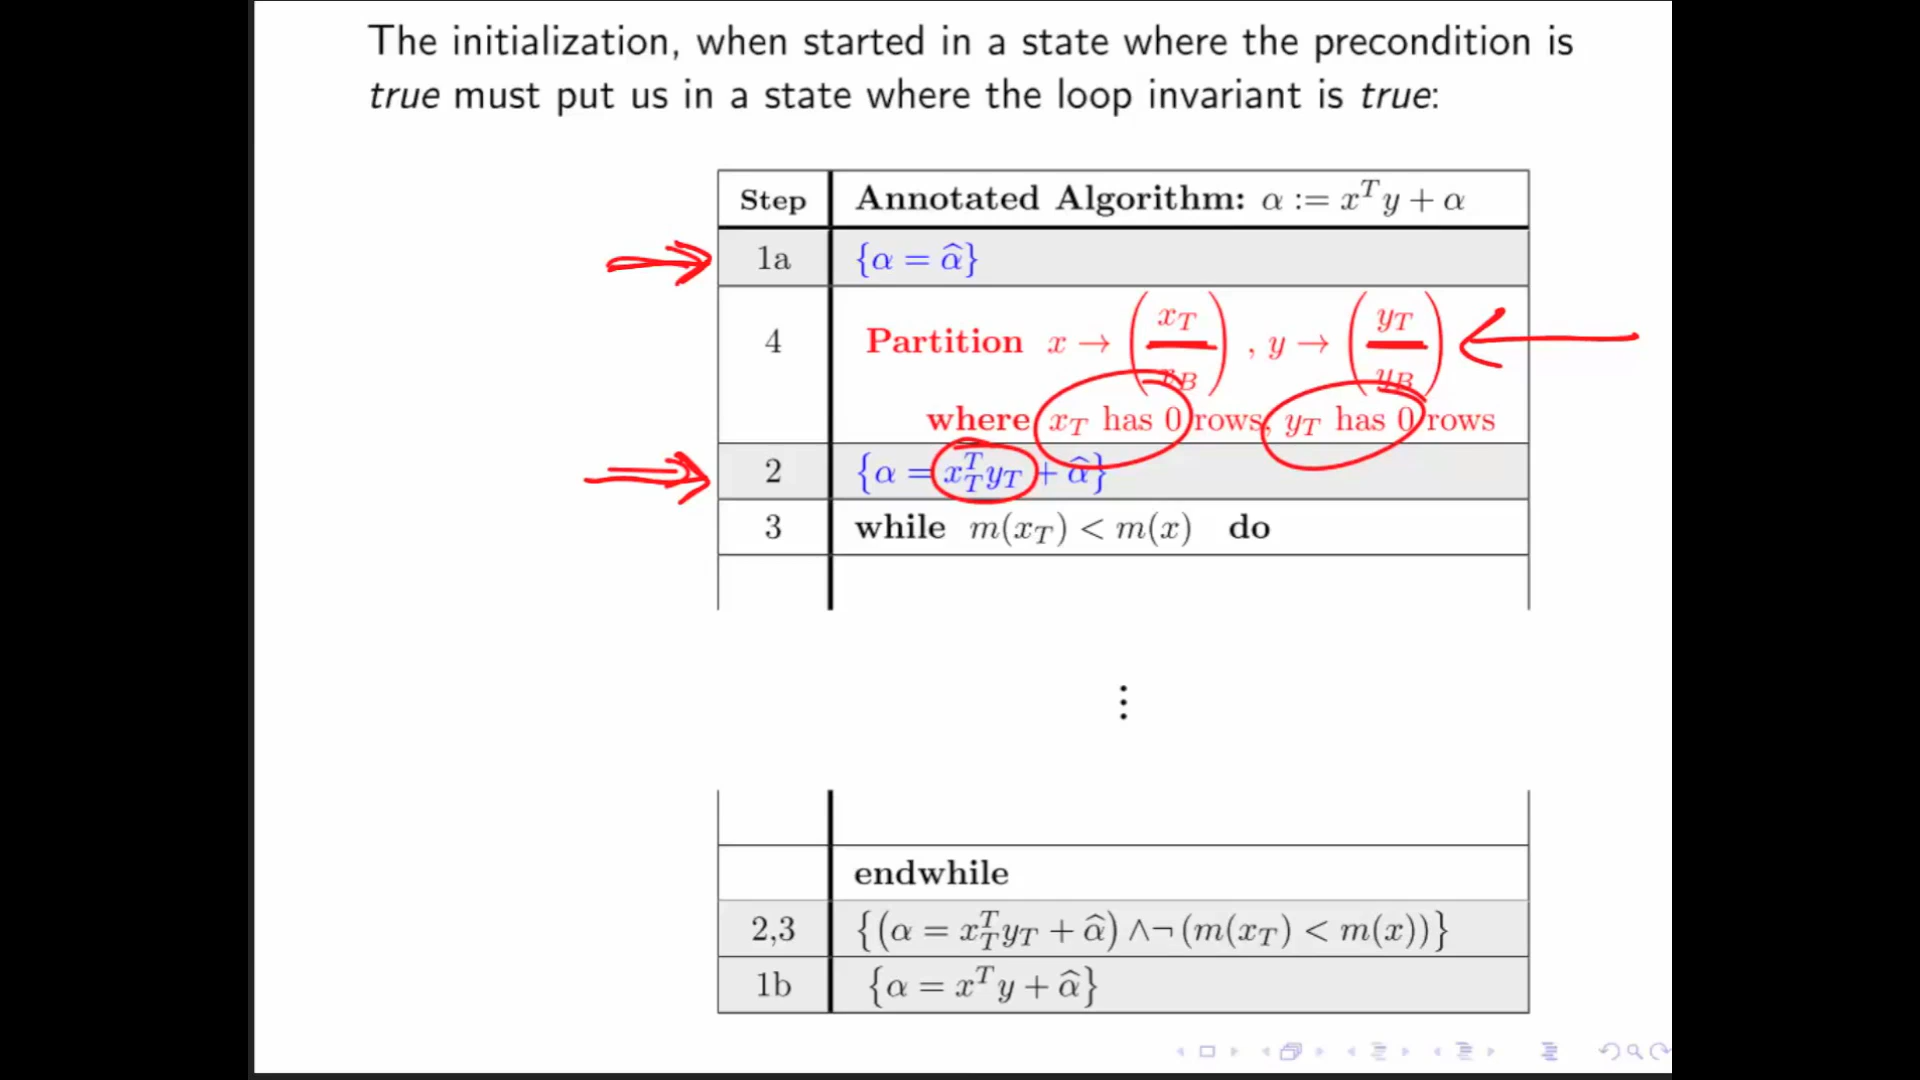 The initialization, when started in a state where the precondition is
true must put us in a state where the loop invariant is true:
Step Annotated Algorithm: α := x^T y + α
1a {α = α̂}
4 Partition x → (x_T / x_B), y → (y_T / y_B)
where x_T has 0 rows, y_T has 0 rows
2 {α = x_T^T y_T + α̂}
3 while m(x_T) < m(x) do
⋮
endwhile
2,3 {(α = x_T^T y_T + α̂) ∧¬ (m(x_T) < m(x))}
1b {α = x^T y + α̂}